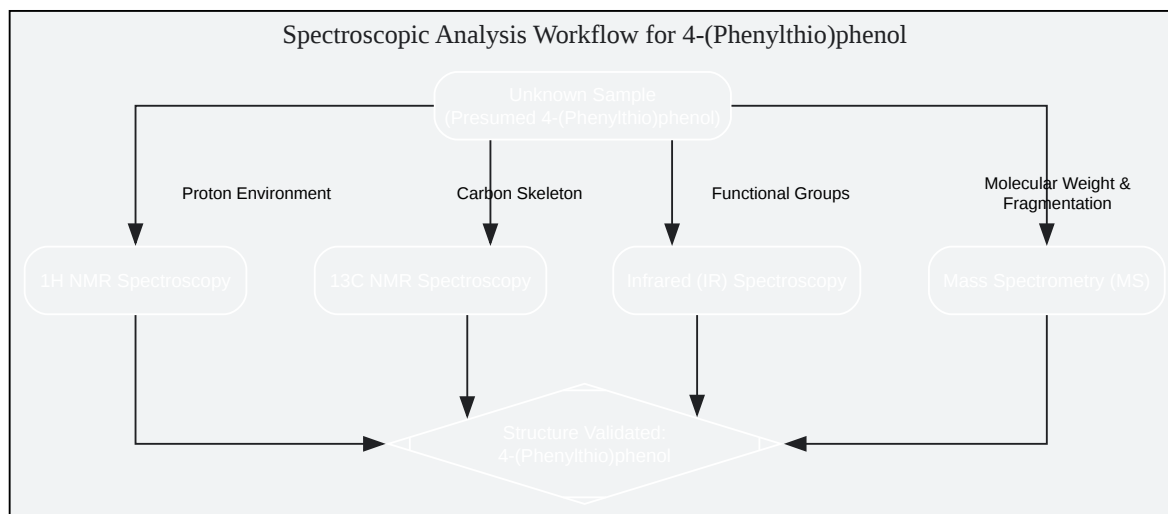 Spectroscopic Analysis Workflow for 4-(Phenylthio)phenol
Unknown Sample
(Presumed 4-(Phenylthio)phenol)
Proton Environment
Carbon Skeleton
Functional Groups
Molecular Weight &
Fragmentation
1H NMR Spectroscopy
13C NMR Spectroscopy
Infrared (IR) Spectroscopy
Mass Spectrometry (MS)
Structure Validated:
4-(Phenylthio)phenol